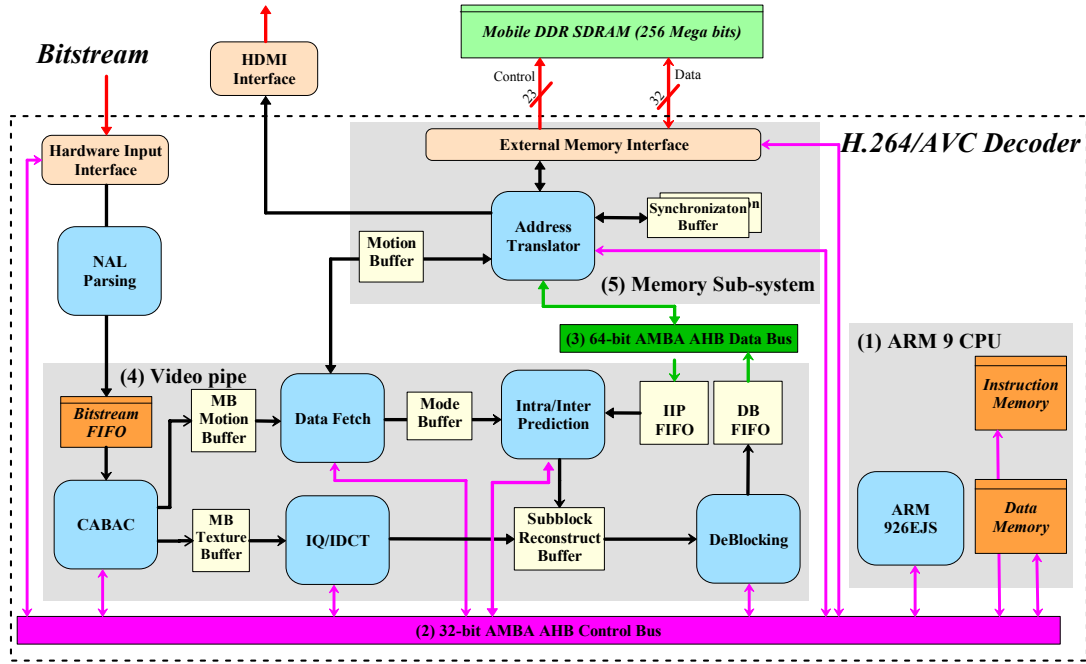 Mobile DDR SDRAM (256 Mega bits)
Bitstream
HDMI
Interface
Control
Data
23
32
Hardware Input
Interface
External Memory Interface
H.264/AVC Decoder
Address
Translator
Synchronizaton
Buffer
on
Motion
Buffer
NAL
Parsing
(5) Memory Sub-system
(3) 64-bit AMBA AHB Data Bus
(1) ARM 9 CPU
(4) Video pipe
Instruction
Memory
Bitstream
FIFO
MB
Motion
Buffer
Data Fetch
Mode
Buffer
Intra/Inter
Prediction
IIP
FIFO
DB
FIFO
CABAC
MB
Texture
Buffer
IQ/IDCT
Subblock
Reconstruct
Buffer
DeBlocking
ARM
926EJS
Data
Memory
(2) 32-bit AMBA AHB Control Bus